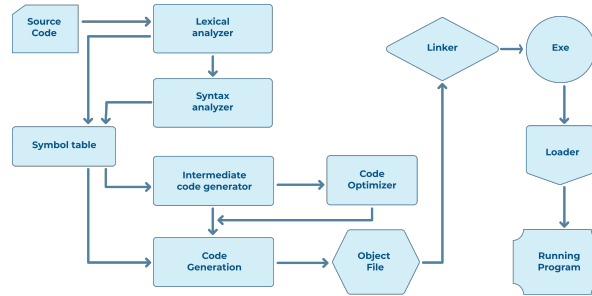 Source
Code
Lexical
analyzer
Linker
Exe
Syntax
analyzer
Symbol table
Loader
Intermediate
code generator
Code
Optimizer
Code
Generation
Object
File
Running
Program